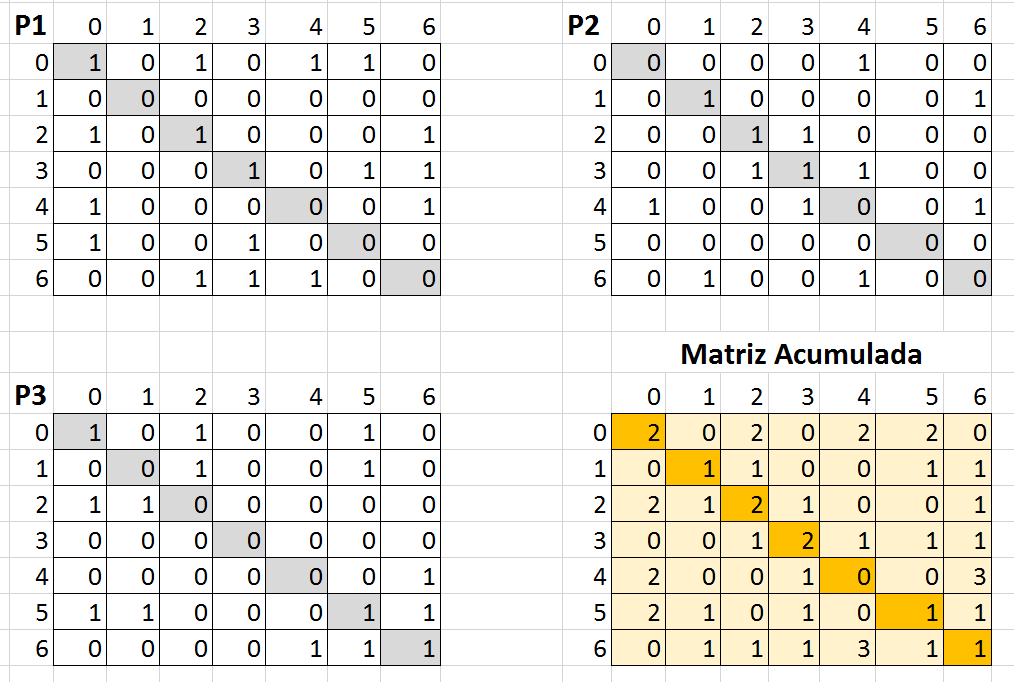 P1 0 1 2 3 4 5 6 P2 0 1 2 3 4 5 6
0 1 0 1 0 1 1 0 0 0 0 0 0 1 0 0
1 0 0 0 0 0 0 0 1 0 1 0 0 0 0 1
2 1 0 1 0 0 0 1 2 0 0 1 1 0 0 0
3 0 0 0 1 0 1 1 3 0 0 1 1 1 0 0
4 1 0 0 0 0 0 1 4 1 0 0 1 0 0 1
5 1 0 0 1 0 0 0 5 0 0 0 0 0 0 0
6 0 0 1 1 1 0 0 6 0 1 0 0 1 0 0
Matriz Acumulada
P3 0 1 2 3 4 5 6 0 1 2 3 4 5 6
0 1 0 1 0 0 1 0 0 2 0 2 0 2 2 0
1 0 0 1 0 0 1 0 1 0 1 1 0 0 1 1
2 1 1 0 0 0 0 0 2 2 1 2 1 0 0 1
3 0 0 0 0 0 0 0 3 0 0 1 2 1 1 1
4 0 0 0 0 0 0 1 4 2 0 0 1 0 0 3
5 1 1 0 0 0 1 1 5 2 1 0 1 0 1 1
6 0 0 0 0 1 1 1 6 0 1 1 1 3 1 1